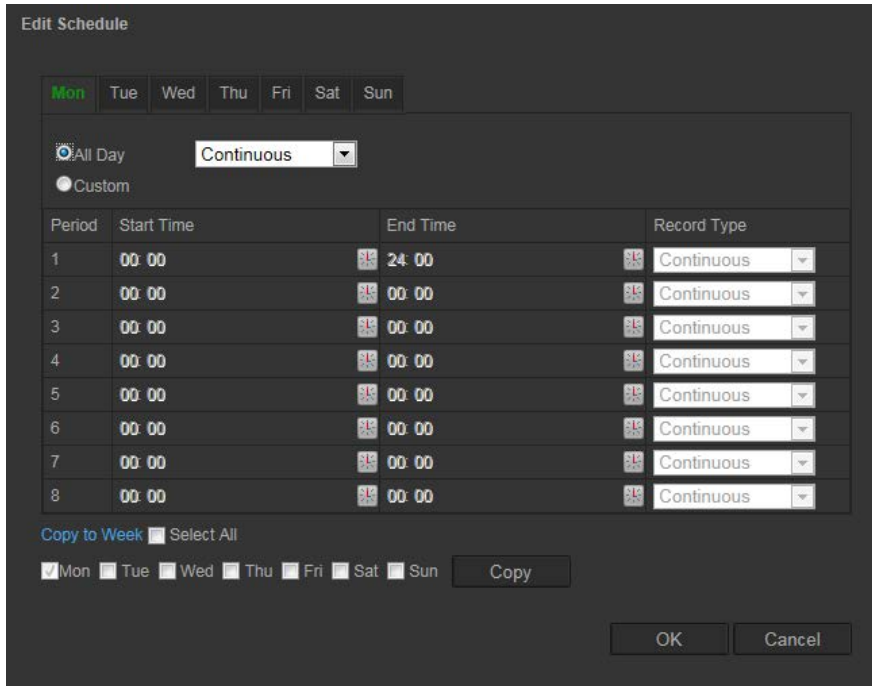 Edit Schedule
Mon Tue Wed Thu Fri Sat Sun
All Day Continuous
Custom
Period Start Time End Time Record Type
1 00: 00 24: 00 Continuous
2 00: 00 00: 00 Continuous
3 00: 00 00: 00 Continuous
4 00: 00 00: 00 Continuous
5 00: 00 00: 00 Continuous
6 00: 00 00: 00 Continuous
7 00: 00 00: 00 Continuous
8 00: 00 00: 00 Continuous
Copy to Week Select All
Mon Tue Wed Thu Fri Sat Sun Copy
OK Cancel